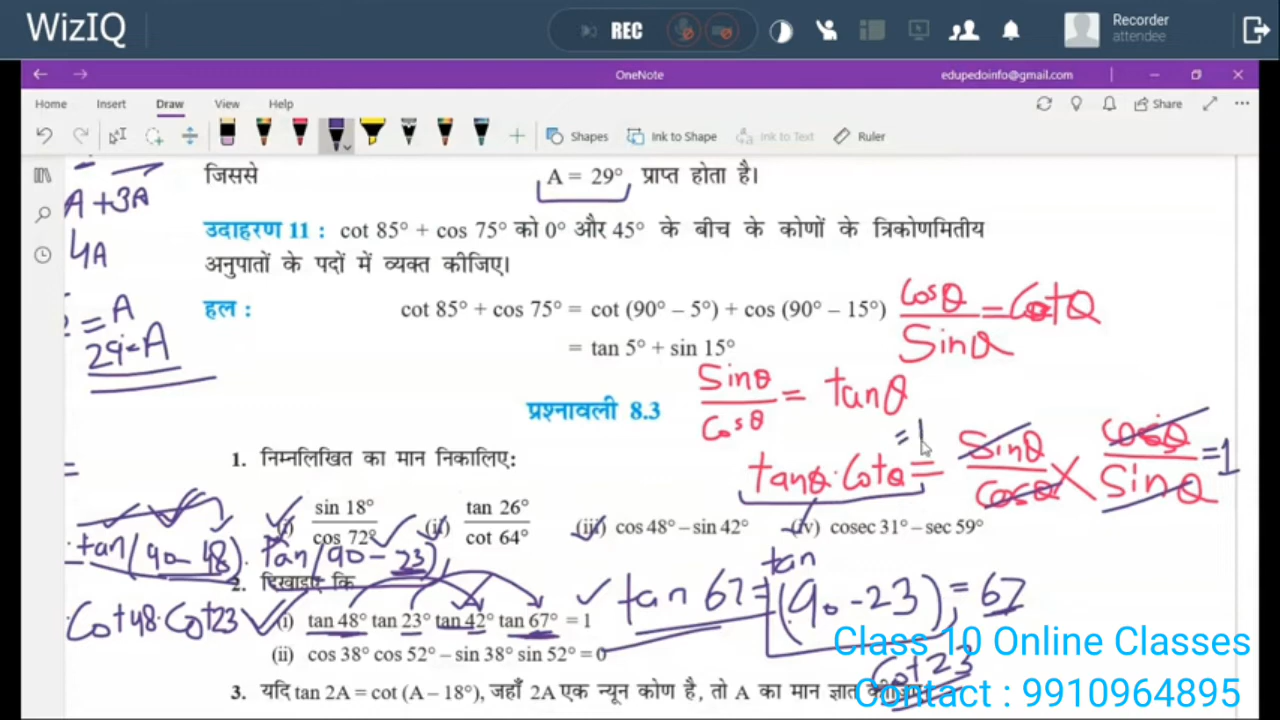 WizIQ
REC
Recorder
attendee
OneNote
edupedoinfo@gmail.com
Home Insert Draw View Help
Share
Shapes Ink to Shape Ink to Text Ruler
जिससे A = 29° प्राप्त होता है।
A + 3A
4A
= A
29 = A
उदाहरण 11 : cot 85° + cos 75° को 0° और 45° के बीच के कोणों के त्रिकोणमितीय
अनुपातों के पदों में व्यक्त कीजिए।
हल : cot 85° + cos 75° = cot (90° – 5°) + cos (90° – 15°)
= tan 5° + sin 15°
cosθ / Sinθ = Cotθ
Sinθ / Cosθ = tanθ
प्रश्नावली 8.3
= 1
tanθ·Cotθ = Sinθ / Cosθ × Cosθ / Sinθ = 1
=
1. निम्नलिखित का मान निकालिए:
(i) sin 18° / cos 72° (ii) tan 26° / cot 64° (iii) cos 48° – sin 42° (iv) cosec 31° – sec 59°
= tan(90-48). tan(90-23),
2. दिखाइए कि
tan 67 = tan (90-23), = 67
Cot48·Cot23
(i) tan 48° tan 23° tan 42° tan 67° = 1
(ii) cos 38° cos 52° – sin 38° sin 52° = 0
Cot23
Class 10 Online Classes
3. यदि tan 2A = cot (A – 18°), जहाँ 2A एक न्यून कोण है, तो A का मान ज्ञात
Contact : 9910964895